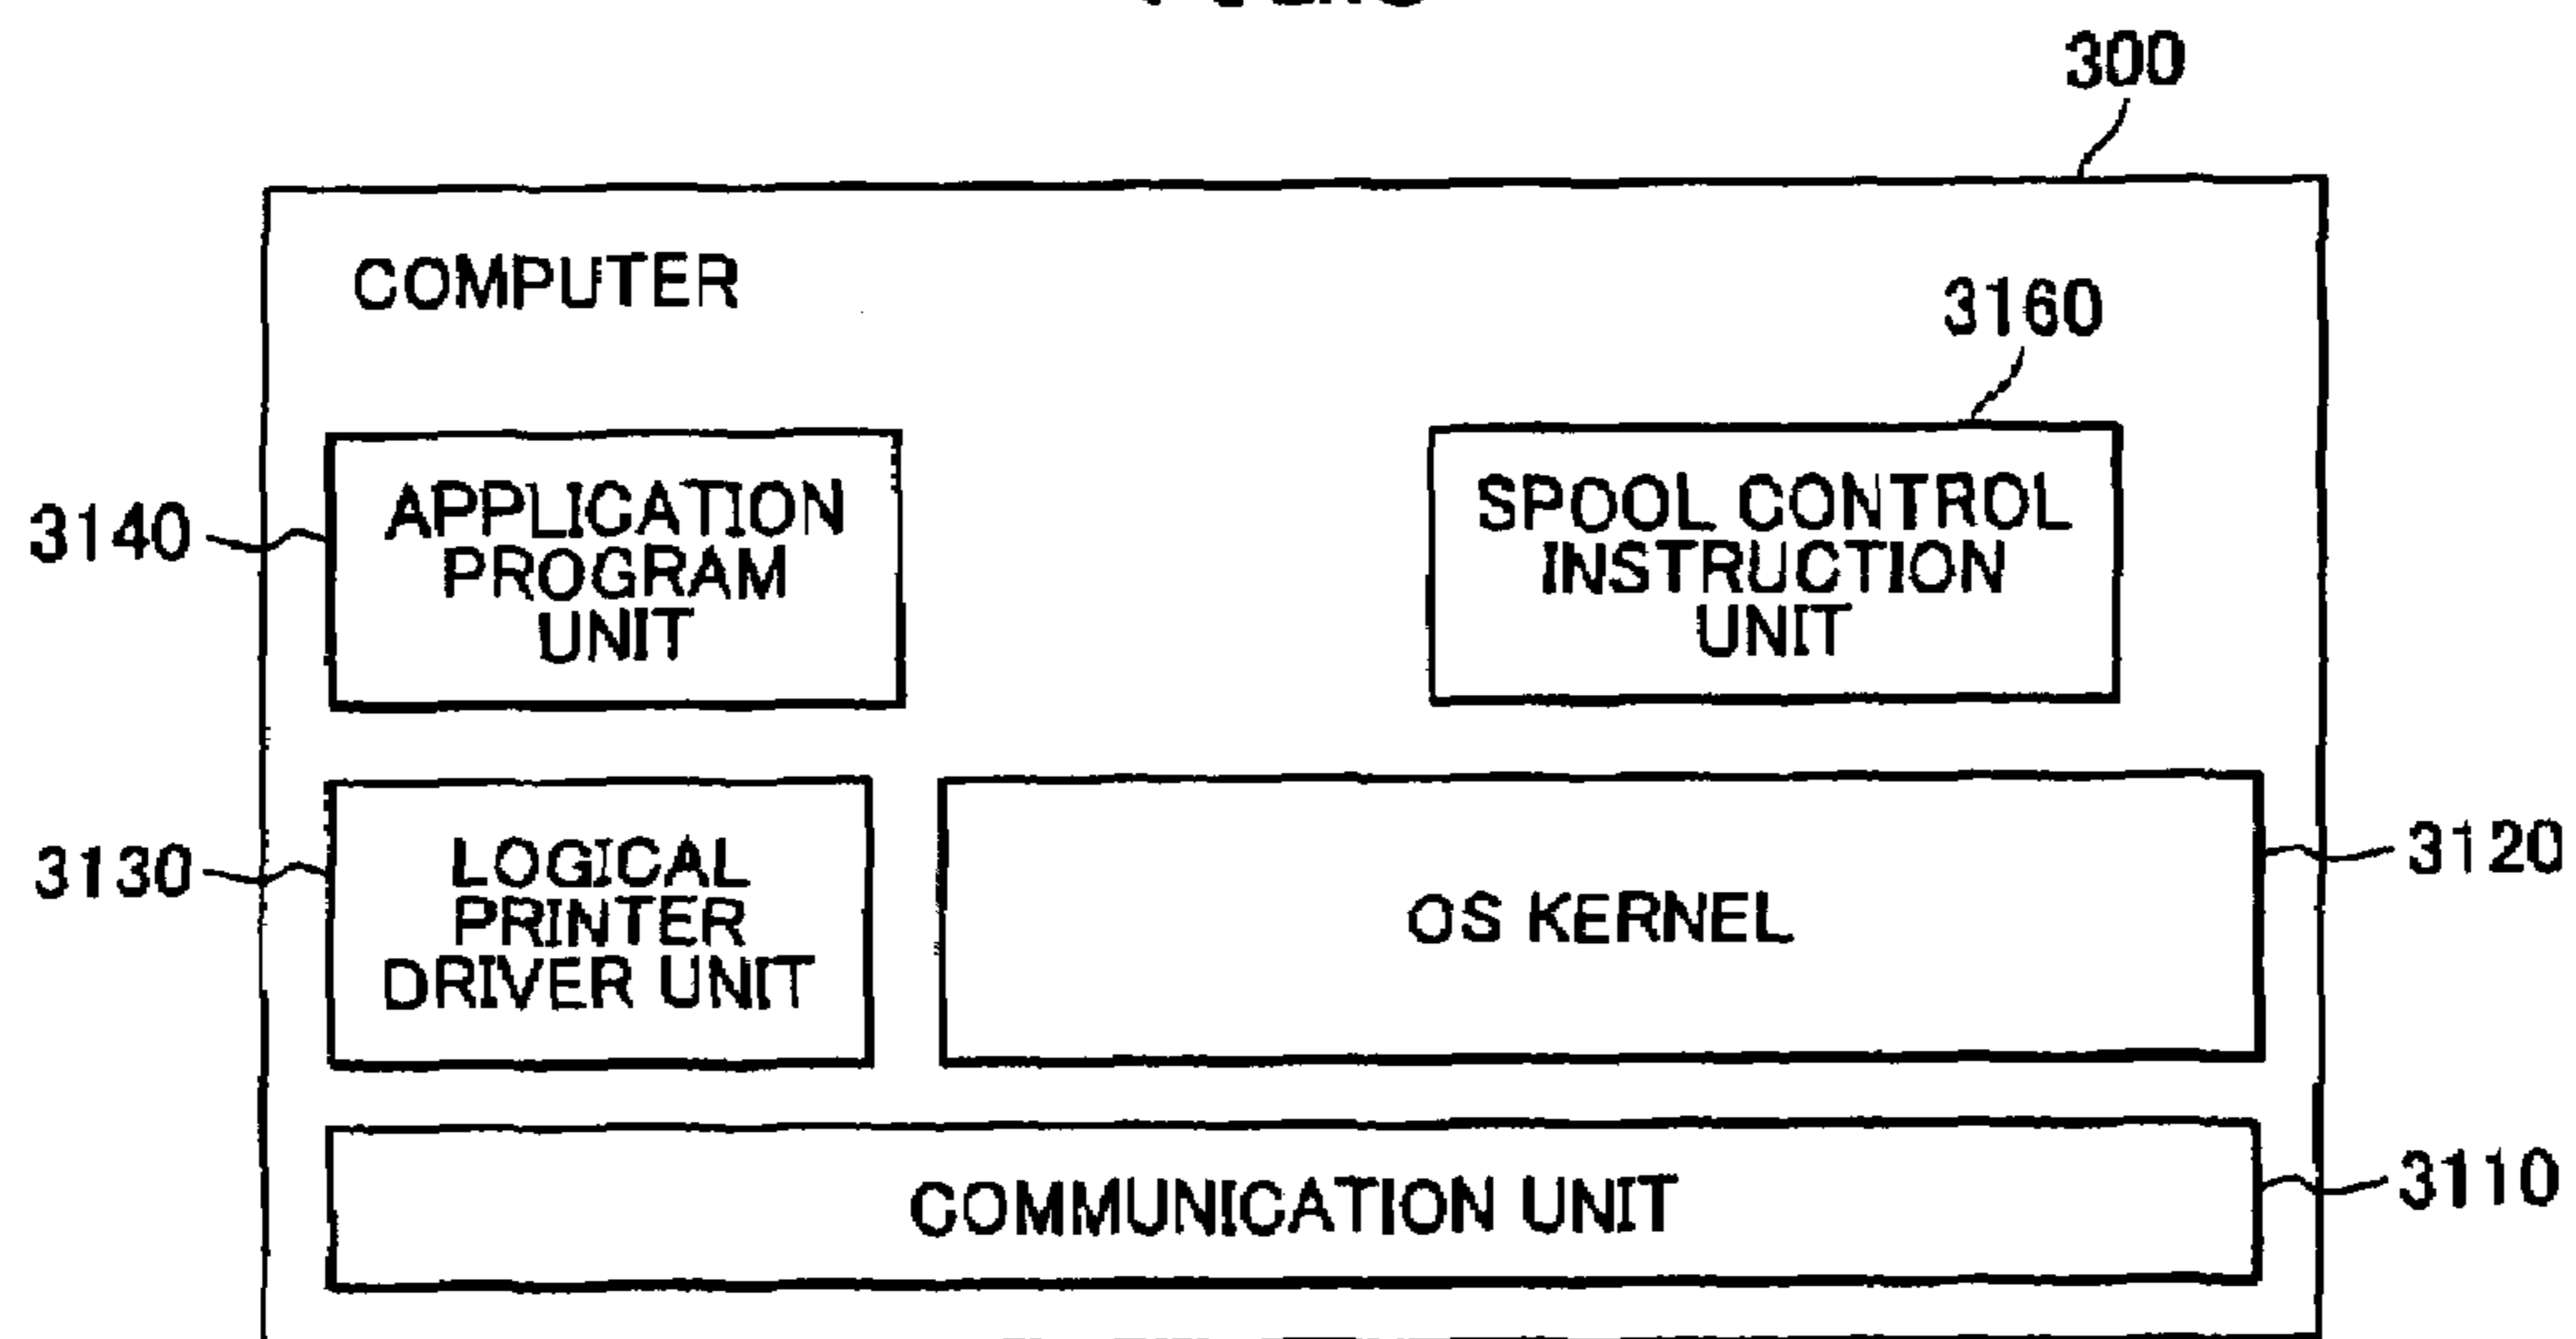 300
COMPUTER
3160
3140
APPLICATION
PROGRAM
UNIT
SPOOL CONTROL
INSTRUCTION
UNIT
3130
LOGICAL
PRINTER
DRIVER UNIT
OS KERNEL
3120
COMMUNICATION UNIT
3110